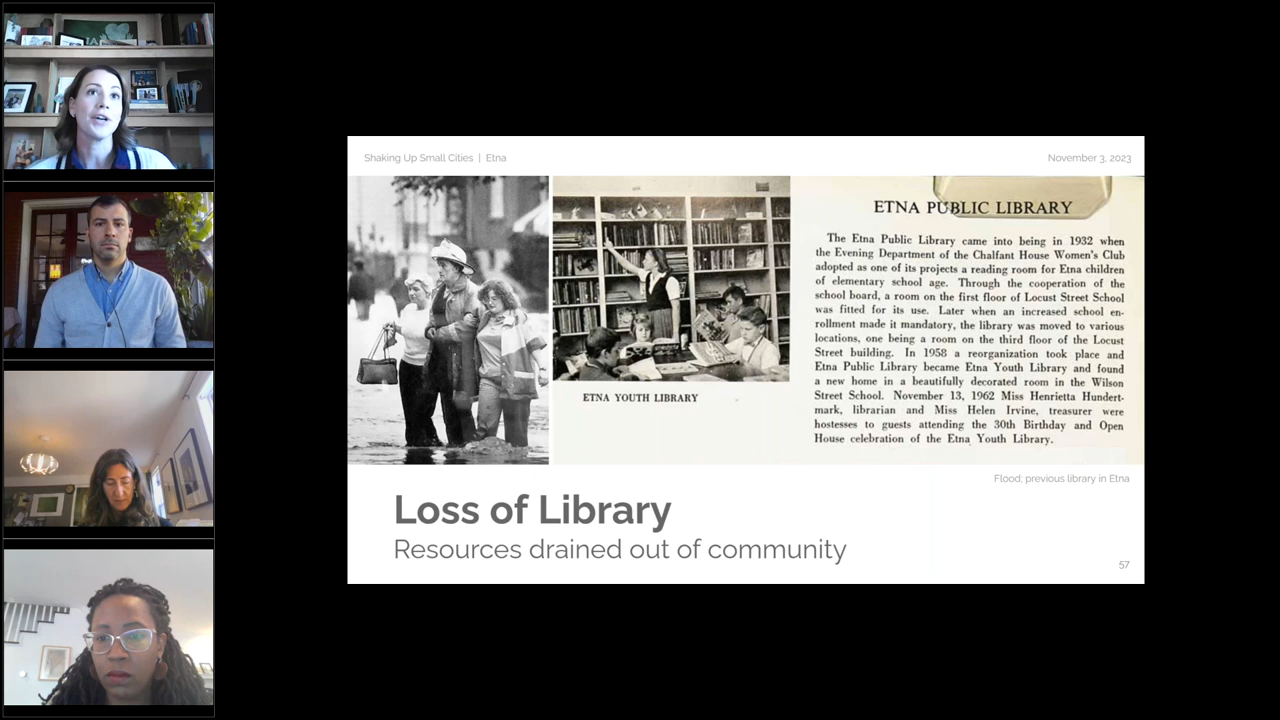 Shaking Up Small Cities | Etna
November 3, 2023
ETNA PUBLIC LIBRARY
The Etna Public Library came into being in 1932 when
the Evening Department of the Chalfant House Women's Club
adopted as one of its projects a reading room for Etna children
of elementary school age. Through the cooperation of the
school board, a room on the first floor of Locust Street School
was fitted for its use. Later when an increased school en-
rollment made it mandatory, the library was moved to various
locations, one being a room on the third floor of the Locust
Street building. In 1958 a reorganization took place and
Etna Public Library became Etna Youth Library and found
a new home in a beautifully decorated room in the Wilson
Street School. November 13, 1962 Miss Henrietta Hundert-
mark, librarian and Miss Helen Irvine, treasurer were
hostesses to guests attending the 30th Birthday and Open
House celebration of the Etna Youth Library.
ETNA YOUTH LIBRARY
Flood; previous library in Etna
Loss of Library
Resources drained out of community
57